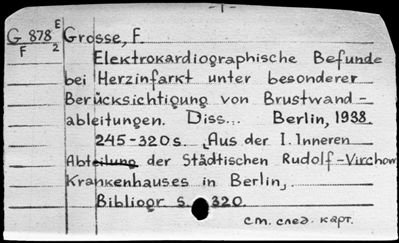 - 1 -
G 878 E Grosse, F.
F 2
Elektrokardiographische Befunde
bei Herzinfarkt unter besonderer
Berücksichtigung von Brustwand-
ableitungen. Diss... Berlin, 1938.
245-320 s. Aus der I. Inneren
Abteilung der Städtischen Rudolf-Virchow
Krankenhauses in Berlin,
Bibliogr s. 320.
см. след. карт.